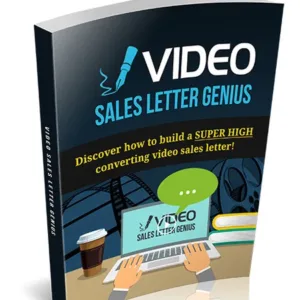 VIDEO
SALES LETTER GENIUS
Discover how to build a SUPER HIGH
converting video sales letter!
VIDEO
SALES LETTER GENIUS
VIDEO SALES LETTER GENIUS